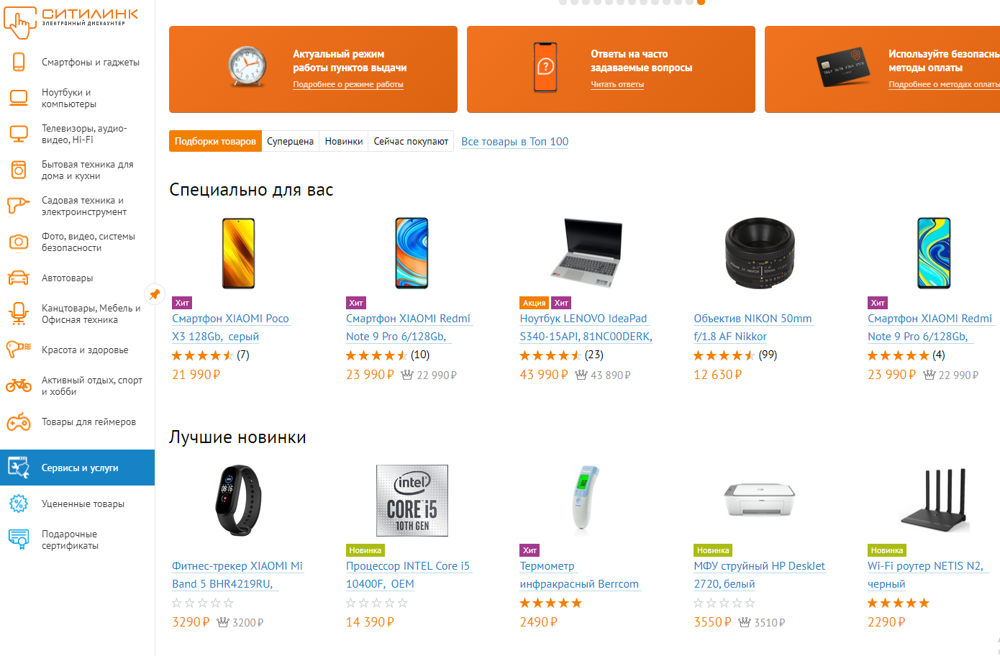 СИТИЛИНК
ЭЛЕКТРОННЫЙ ДИСКАУНТЕР
Смартфоны и гаджеты
Ноутбуки и
компьютеры
Телевизоры, аудио-
видео, Hi-Fi
Бытовая техника для
дома и кухни
Садовая техника и
электроинструмент
Фото, видео, системы
безопасности
Автотовары
Канцтовары, Мебель и
Офисная техника
Красота и здоровье
Активный отдых, спорт
и хобби
Товары для геймеров
Сервисы и услуги
Уцененные товары
Подарочные
сертификаты
Актуальный режим
работы пунктов выдачи
Подробнее о режиме работы
Ответы на часто
задаваемые вопросы
Читать ответы
Используйте безопасны
методы оплаты
Подробнее о методах оплаты
Подборки товаров Суперцена Новинки Сейчас покупают Все товары в Топ 100
Специально для вас
Хит
Смартфон XIAOMI Poco
X3 128Gb, серый
(7)
21 990 ₽
Хит
Смартфон XIAOMI Redmi
Note 9 Pro 6/128Gb,
(10)
23 990 ₽ 22 990 ₽
Акция Хит
Ноутбук LENOVO IdeaPad
S340-15API, 81NC00DERK,
(23)
43 990 ₽ 43 890 ₽
Объектив NIKON 50mm
f/1.8 AF Nikkor
(99)
12 630 ₽
Хит
Смартфон XIAOMI Redmi
Note 9 Pro 6/128Gb,
(4)
23 990 ₽ 22 990 ₽
Лучшие новинки
08:16
Фитнес-трекер XIAOMI Mi
Band 5 BHR4219RU,
3290 ₽ 3200 ₽
intel
CORE i5
10TH GEN
Новинка
Процессор INTEL Core i5
10400F, OEM
14 390 ₽
Хит
Термометр
инфракрасный Berrcom
2490 ₽
Новинка
МФУ струйный HP DeskJet
2720, белый
3550 ₽ 3510 ₽
Новинка
Wi-Fi роутер NETIS N2,
черный
2290 ₽